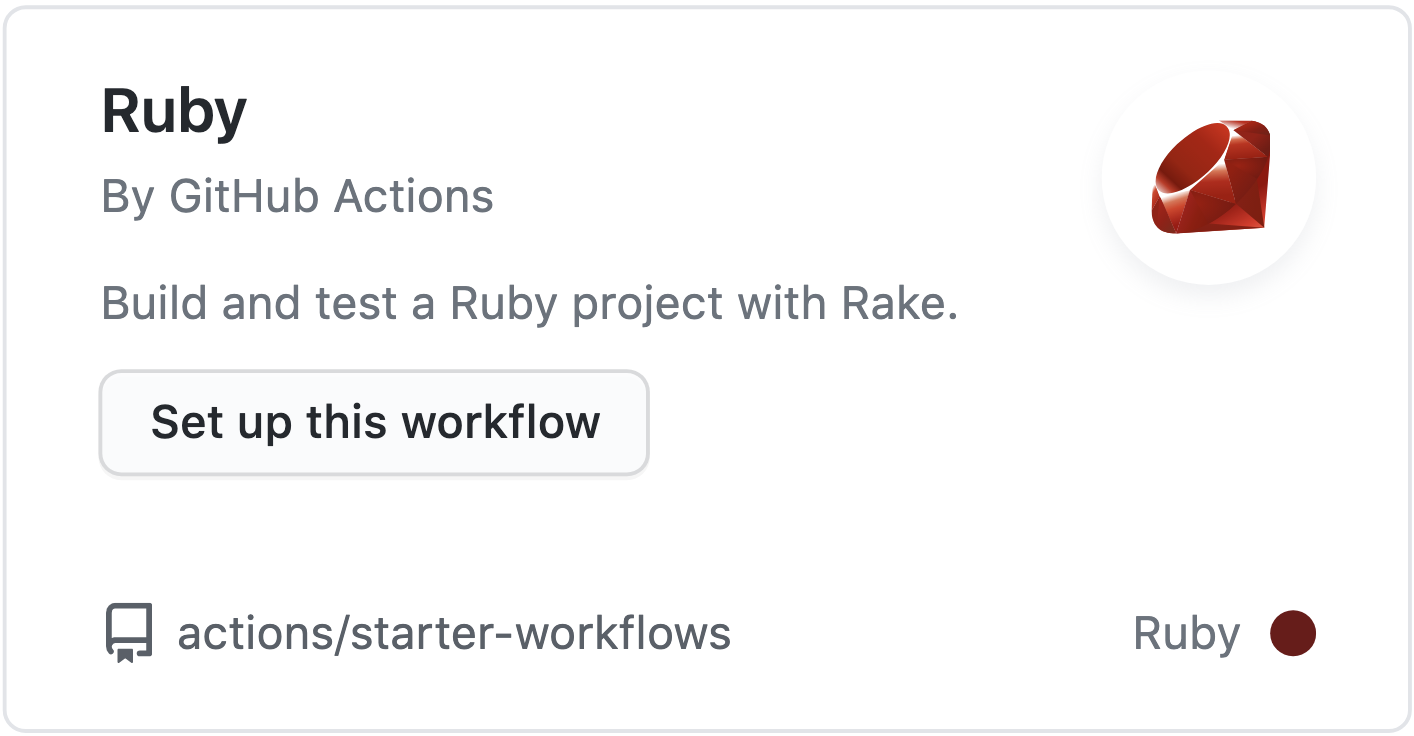 Ruby
By GitHub Actions
Build and test a Ruby project with Rake.
Set up this workflow
actions/starter-workflows
Ruby